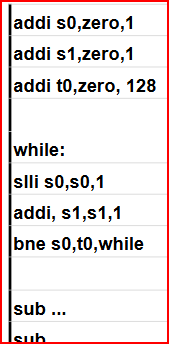 addi s0,zero,1
addi s1,zero,1
addi t0,zero, 128
while:
slli s0,s0,1
addi, s1,s1,1
bne s0,t0,while
sub ...
sub